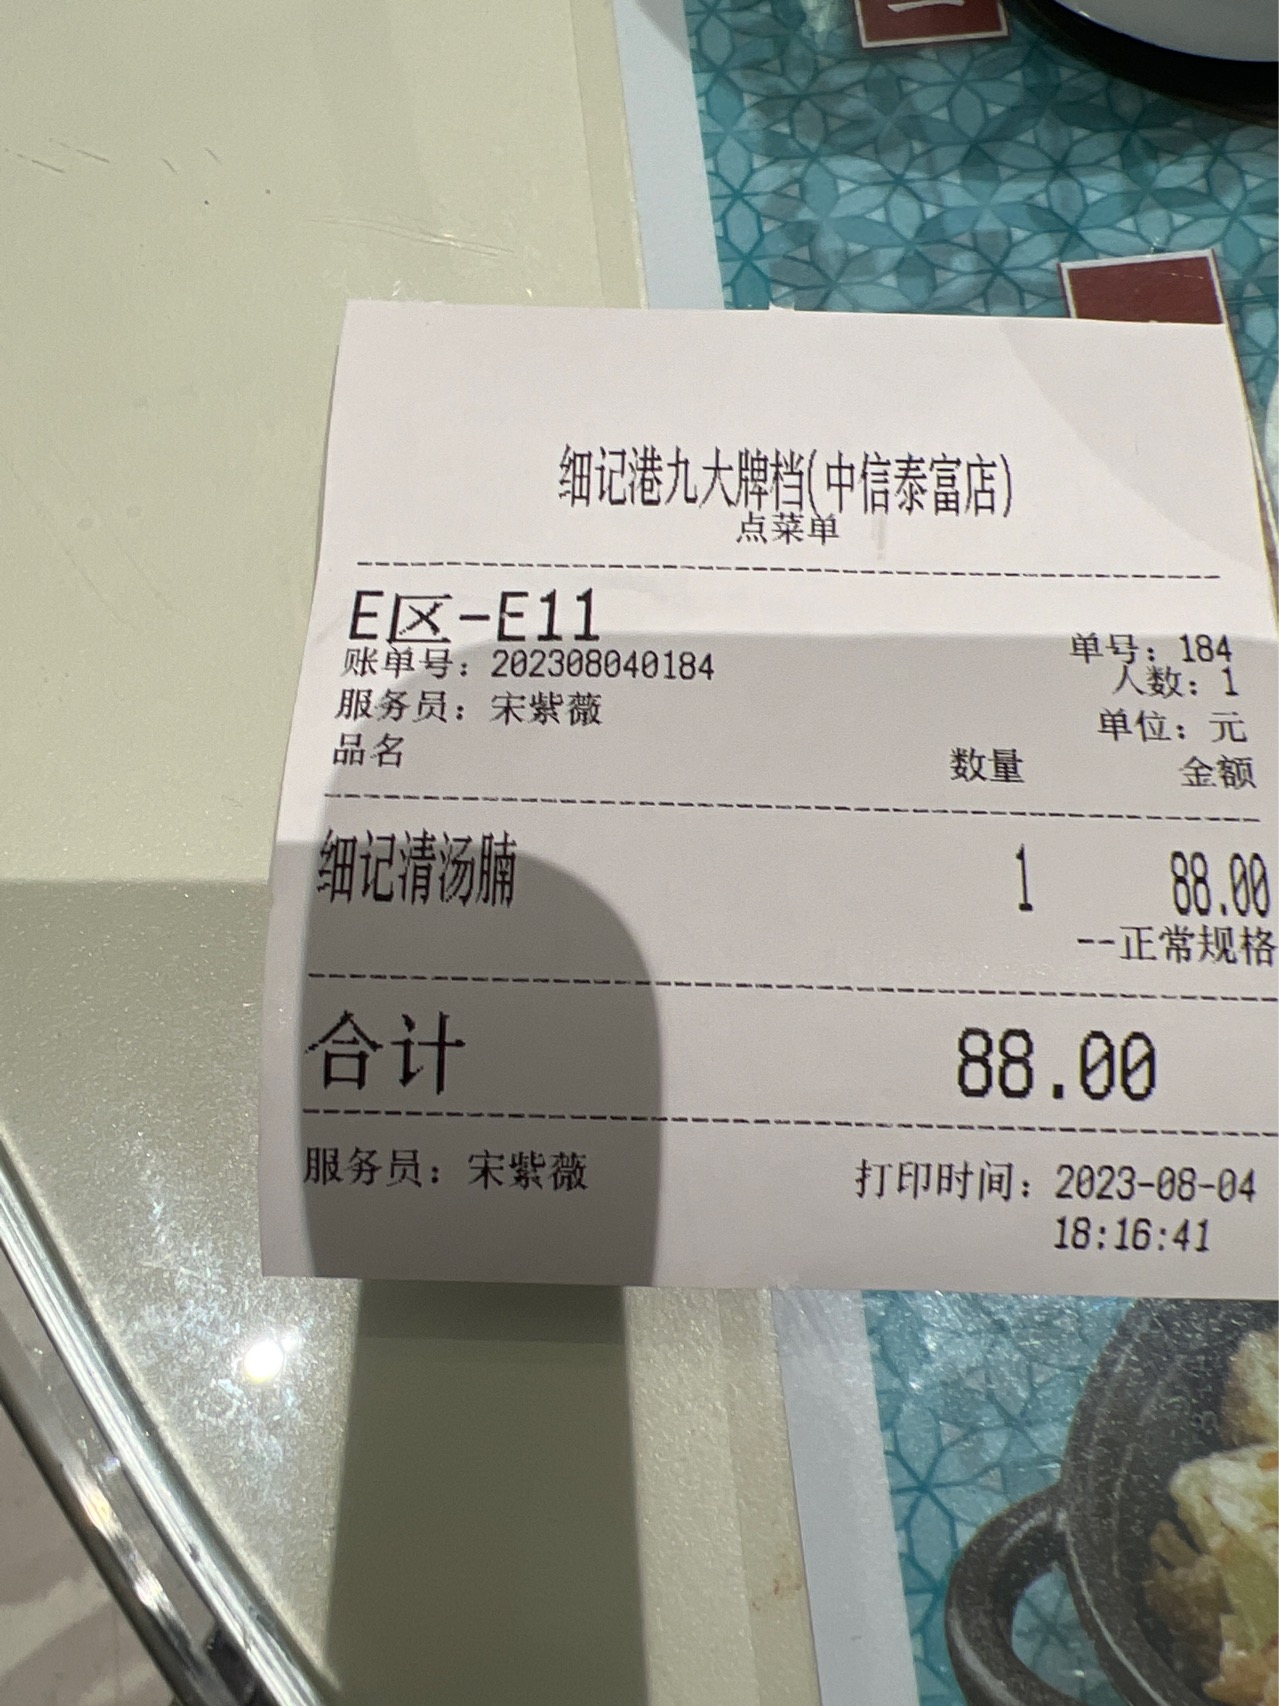 细记港九大牌档(中信泰富店)
点菜单
E区-E11
单号：184
账单号：202308040184
人数：1
服务员：宋紫薇
单位：元
品名 数量 金额
细记清汤腩 1 88.00
--正常规格
合计 88.00
服务员：宋紫薇 打印时间：2023-08-04
18:16:41